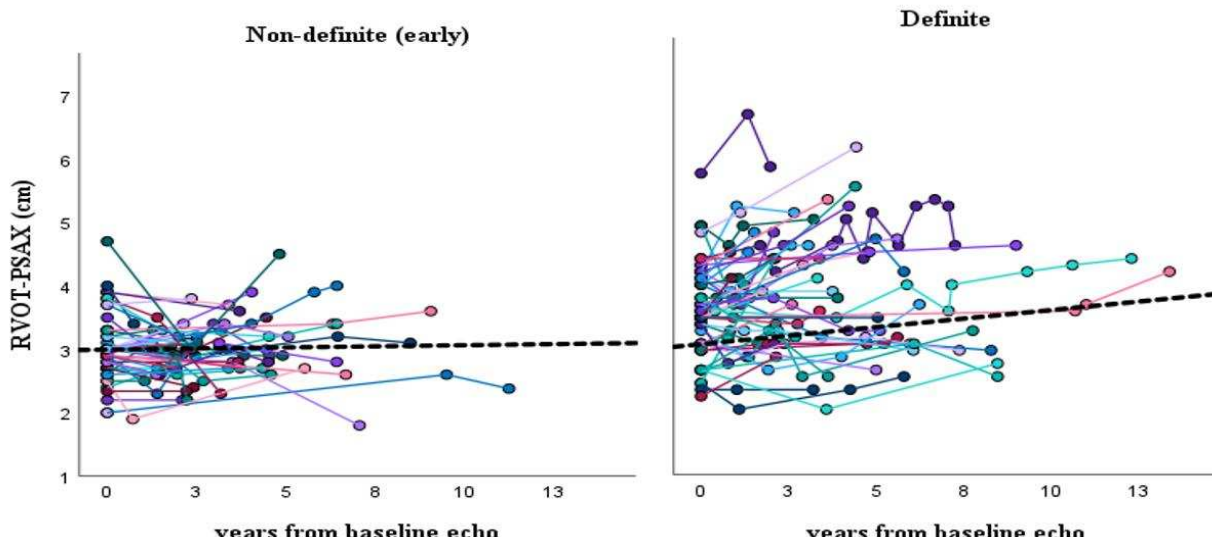 Non-definite (early)
Definite
RVOT-PSAX (cm)
7
6
5
4
3
2
1
0 3 5 8 10 13
0 3 5 8 10 13
years from baseline echo
years from baseline echo